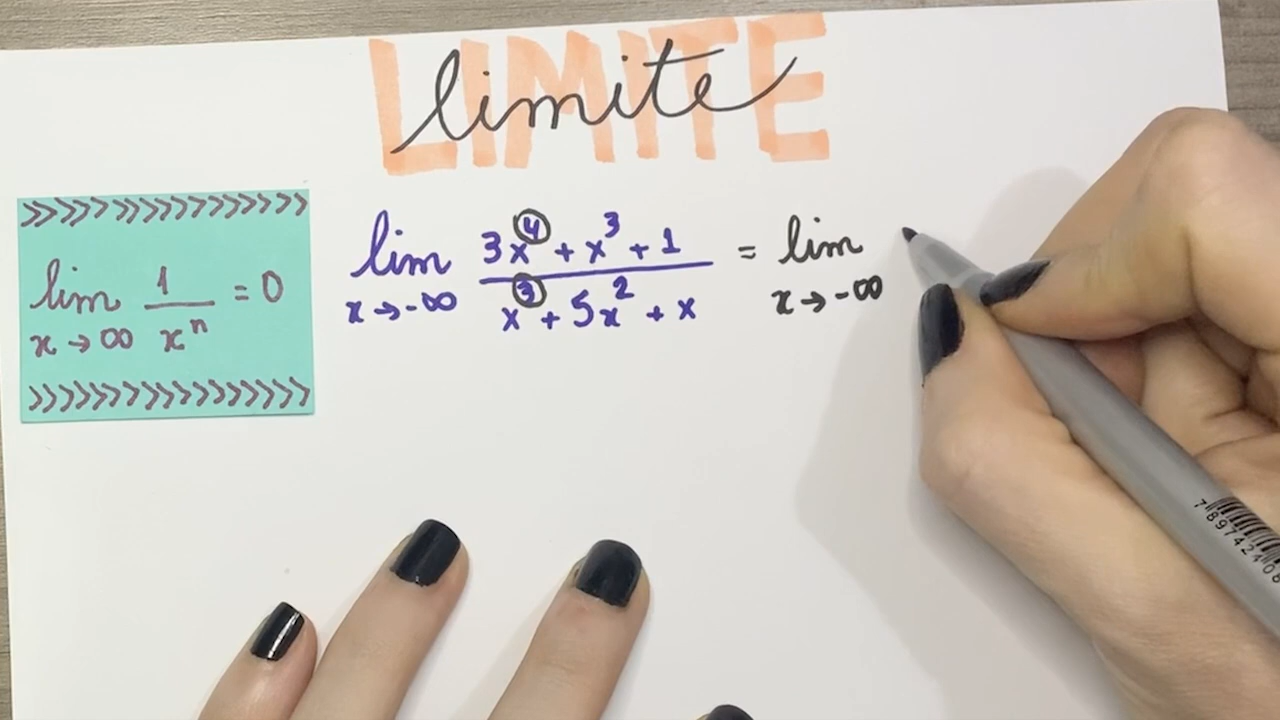 LIMITE
limite
>>>>>>>>>>>>>>>>
lim 1/xⁿ = 0
x → ∞
>>>>>>>>>>>>>>>>
lim (3x⁴ + x³ + 1)/(x³ + 5x² + x) = lim
x → -∞ x → -∞